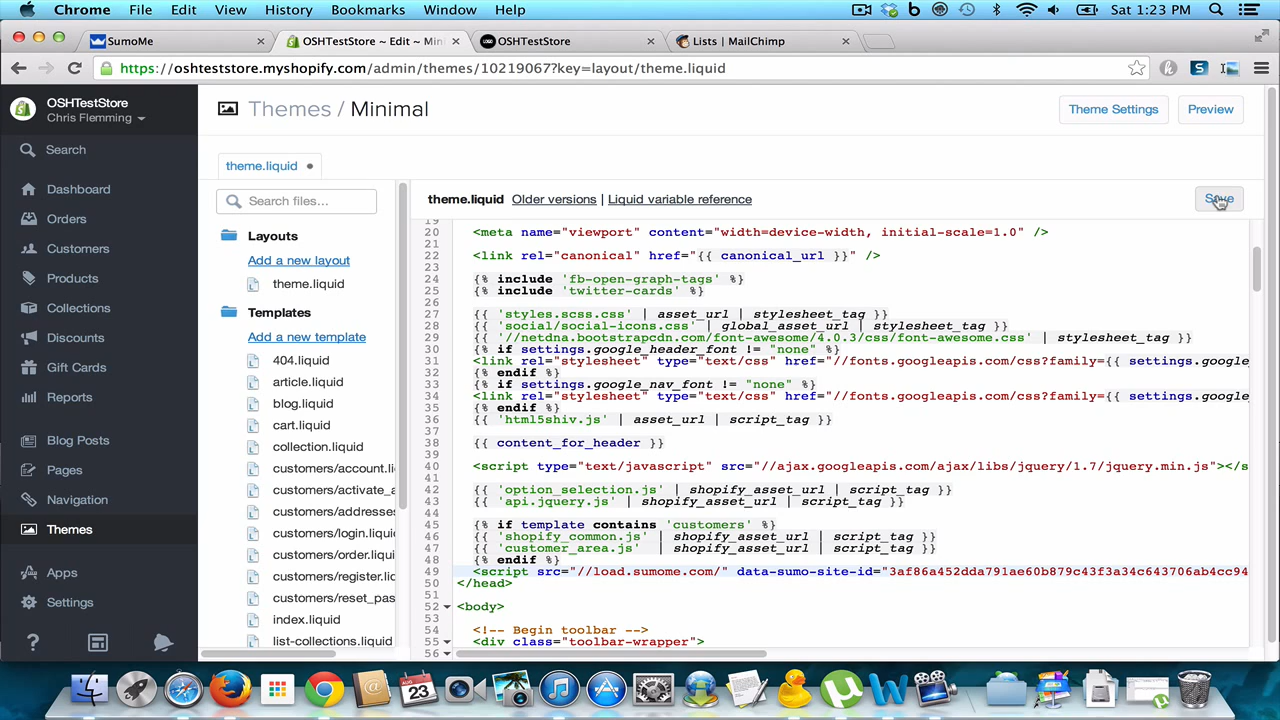 Chrome File Edit View History Bookmarks Window Help Sat 1:23 PM
SumoMe OSHTestStore ~ Edit ~ Min OSHTestStore Lists | MailChimp
https://oshteststore.myshopify.com/admin/themes/10219067?key=layout/theme.liquid
OSHTestStore
Chris Flemming
Search
Dashboard
Orders
Customers
Products
Collections
Discounts
Gift Cards
Reports
Blog Posts
Pages
Navigation
Themes
Apps
Settings
Themes / Minimal
Theme Settings Preview
theme.liquid
Search files...
Layouts
Add a new layout
theme.liquid
Templates
Add a new template
404.liquid
article.liquid
blog.liquid
cart.liquid
collection.liquid
customers/account.li
customers/activate_a
customers/addresses
customers/login.liquid
customers/order.liquid
customers/register.liq
customers/reset_pas
index.liquid
list-collections.liquid
theme.liquid Older versions | Liquid variable reference Save
19
20 <meta name="viewport" content="width=device-width, initial-scale=1.0" />
21
22 <link rel="canonical" href="{{ canonical_url }}" />
23
24 {% include 'fb-open-graph-tags' %}
25 {% include 'twitter-cards' %}
26
27 {{ 'styles.scss.css' | asset_url | stylesheet_tag }}
28 {{ 'social/social-icons.css' | global_asset_url | stylesheet_tag }}
29 {{ '//netdna.bootstrapcdn.com/font-awesome/4.0.3/css/font-awesome.css' | stylesheet_tag }}
30 {% if settings.google_header_font != "none" %}
31 <link rel="stylesheet" type="text/css" href="//fonts.googleapis.com/css?family={{ settings.google
32 {% endif %}
33 {% if settings.google_nav_font != "none" %}
34 <link rel="stylesheet" type="text/css" href="//fonts.googleapis.com/css?family={{ settings.google
35 {% endif %}
36 {{ 'html5shiv.js' | asset_url | script_tag }}
37
38 {{ content_for_header }}
39
40 <script type="text/javascript" src="//ajax.googleapis.com/ajax/libs/jquery/1.7/jquery.min.js"></s
41
42 {{ 'option_selection.js' | shopify_asset_url | script_tag }}
43 {{ 'api.jquery.js' | shopify_asset_url | script_tag }}
44
45 {% if template contains 'customers' %}
46 {{ 'shopify_common.js' | shopify_asset_url | script_tag }}
47 {{ 'customer_area.js' | shopify_asset_url | script_tag }}
48 {% endif %}
49 <script src="//load.sumome.com/" data-sumo-site-id="3af86a452dda791ae60b879c43f3a34c643706ab4cc94
50 </head>
51
52 <body>
53
54 <!-- Begin toolbar -->
55 <div class="toolbar-wrapper">
56
AUG
23